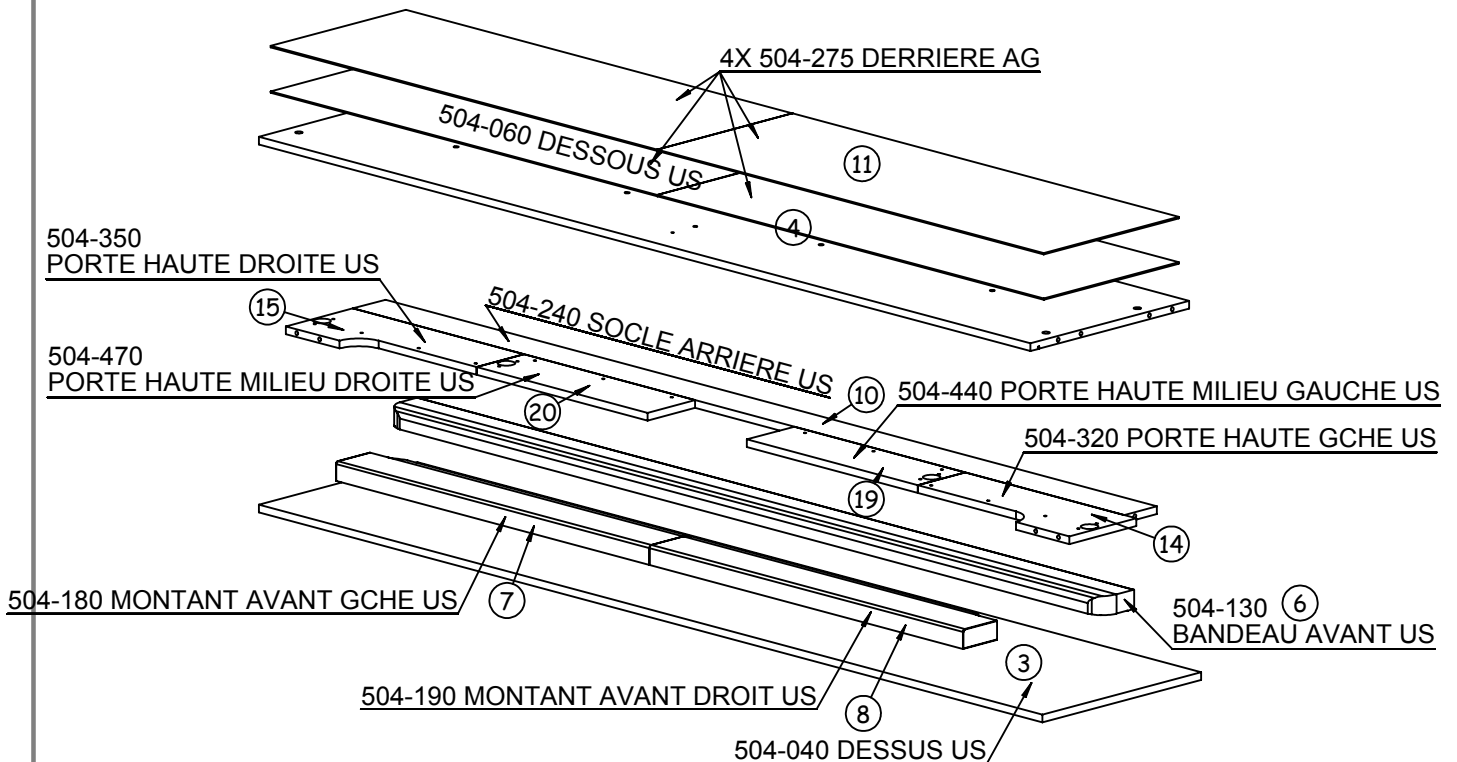 4X 504-275 DERRIERE AG
504-060 DESSOUS US
11
4
504-350
PORTE HAUTE DROITE US
15
504-240 SOCLE ARRIERE US
504-470
PORTE HAUTE MILIEU DROITE US
20
10
504-440 PORTE HAUTE MILIEU GAUCHE US
504-320 PORTE HAUTE GCHE US
19
14
504-180 MONTANT AVANT GCHE US
7
504-130 6
BANDEAU AVANT US
3
504-190 MONTANT AVANT DROIT US
8
504-040 DESSUS US